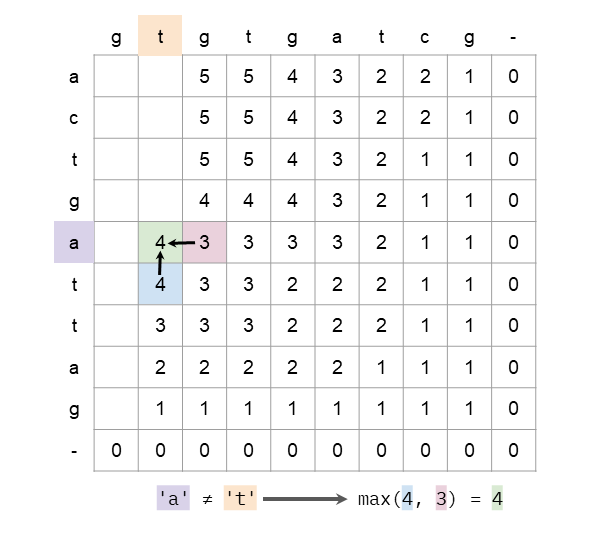 g t g t g a t c g -
a 5 5 4 3 2 2 1 0
c 5 5 4 3 2 2 1 0
t 5 5 4 3 2 1 1 0
g 4 4 4 3 2 1 1 0
a 4 3 3 3 3 2 1 1 0
t 4 3 3 2 2 2 1 1 0
t 3 3 3 2 2 2 1 1 0
a 2 2 2 2 2 1 1 1 0
g 1 1 1 1 1 1 1 1 0
- 0 0 0 0 0 0 0 0 0 0
'a' ≠ 't' max(4, 3) = 4